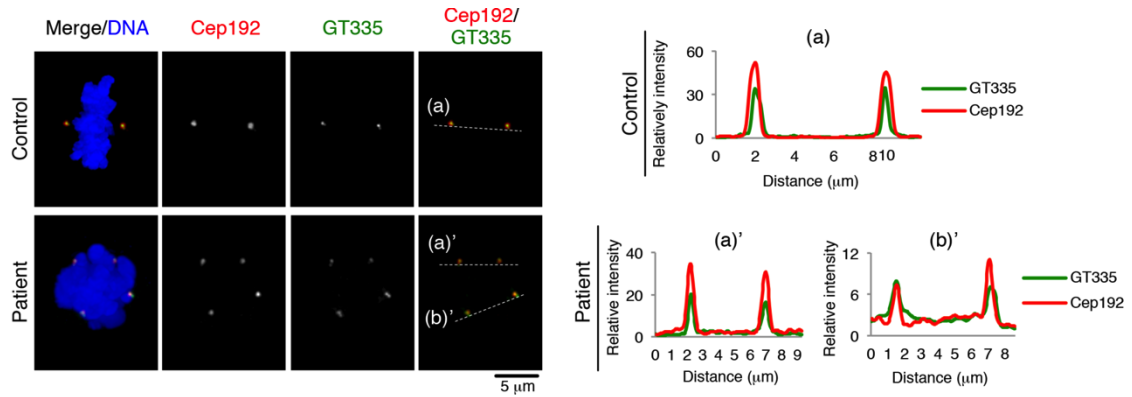 Merge/DNA
Cep192
GT335
Cep192/
GT335
Control
(a)
Patient
(a)’
(b)’
5 μm
Control
Relatively intensity
(a)
60
30
0
0 2 4 6 810
Distance (μm)
GT335
Cep192
Patient
Relative intensity
(a)’
40
20
0
0 1 2 3 4 5 6 7 8 9
Distance (μm)
Relative intensity
(b)’
12
6
0
0 1 2 3 4 5 6 7 8
Distance (μm)
GT335
Cep192